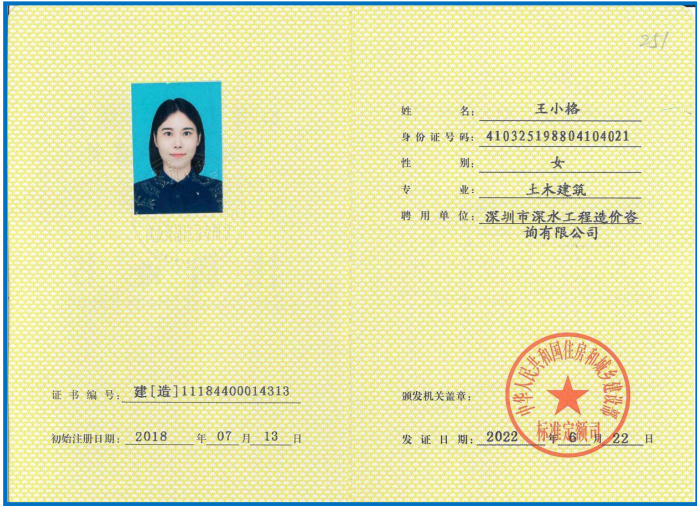 251
姓 名: 王小格
身份证号码: 410325198804104021
性 别: 女
专 业: 土木建筑
聘用单位: 深圳市深水工程造价咨
询有限公司
证书编号: 建[造]11184400014313
初始注册日期: 2018 年 07 月 13 日
颁发机关盖章:
中华人民共和国住房和城乡建设部
标准定额司
发证日期: 2022 年 6 月 22 日